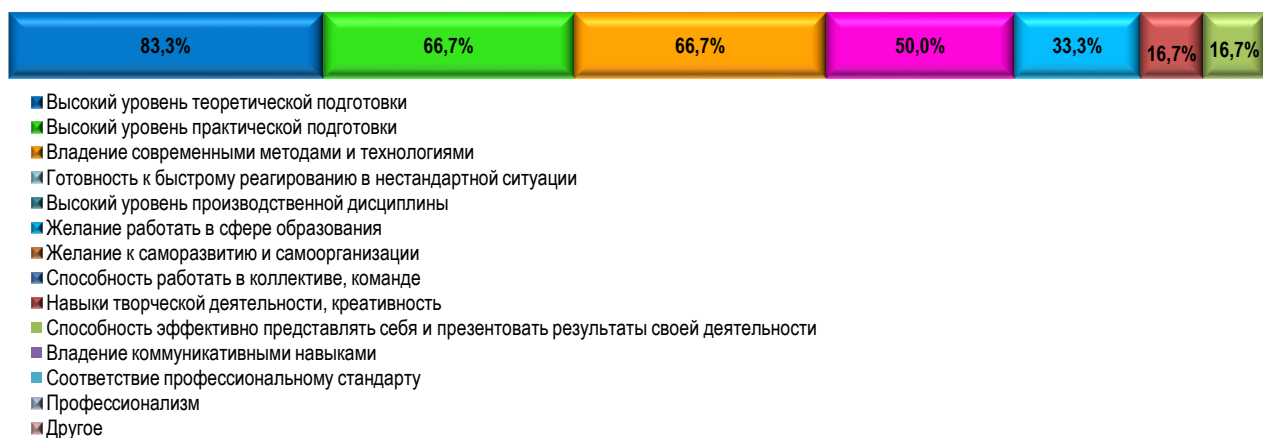 83,3% 66,7% 66,7% 50,0% 33,3% 16,7% 16,7%
Высокий уровень теоретической подготовки
Высокий уровень практической подготовки
Владение современными методами и технологиями
Готовность к быстрому реагированию в нестандартной ситуации
Высокий уровень производственной дисциплины
Желание работать в сфере образования
Желание к саморазвитию и самоорганизации
Способность работать в коллективе, команде
Навыки творческой деятельности, креативность
Способность эффективно представлять себя и презентовать результаты своей деятельности
Владение коммуникативными навыками
Соответствие профессиональному стандарту
Профессионализм
Другое